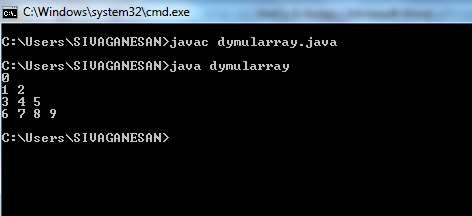 C:\Windows\system32\cmd.exe
C:\Users\SIVAGANESAN>javac dymularray.java
C:\Users\SIVAGANESAN>java dymularray
0
1 2
3 4 5
6 7 8 9
C:\Users\SIVAGANESAN>